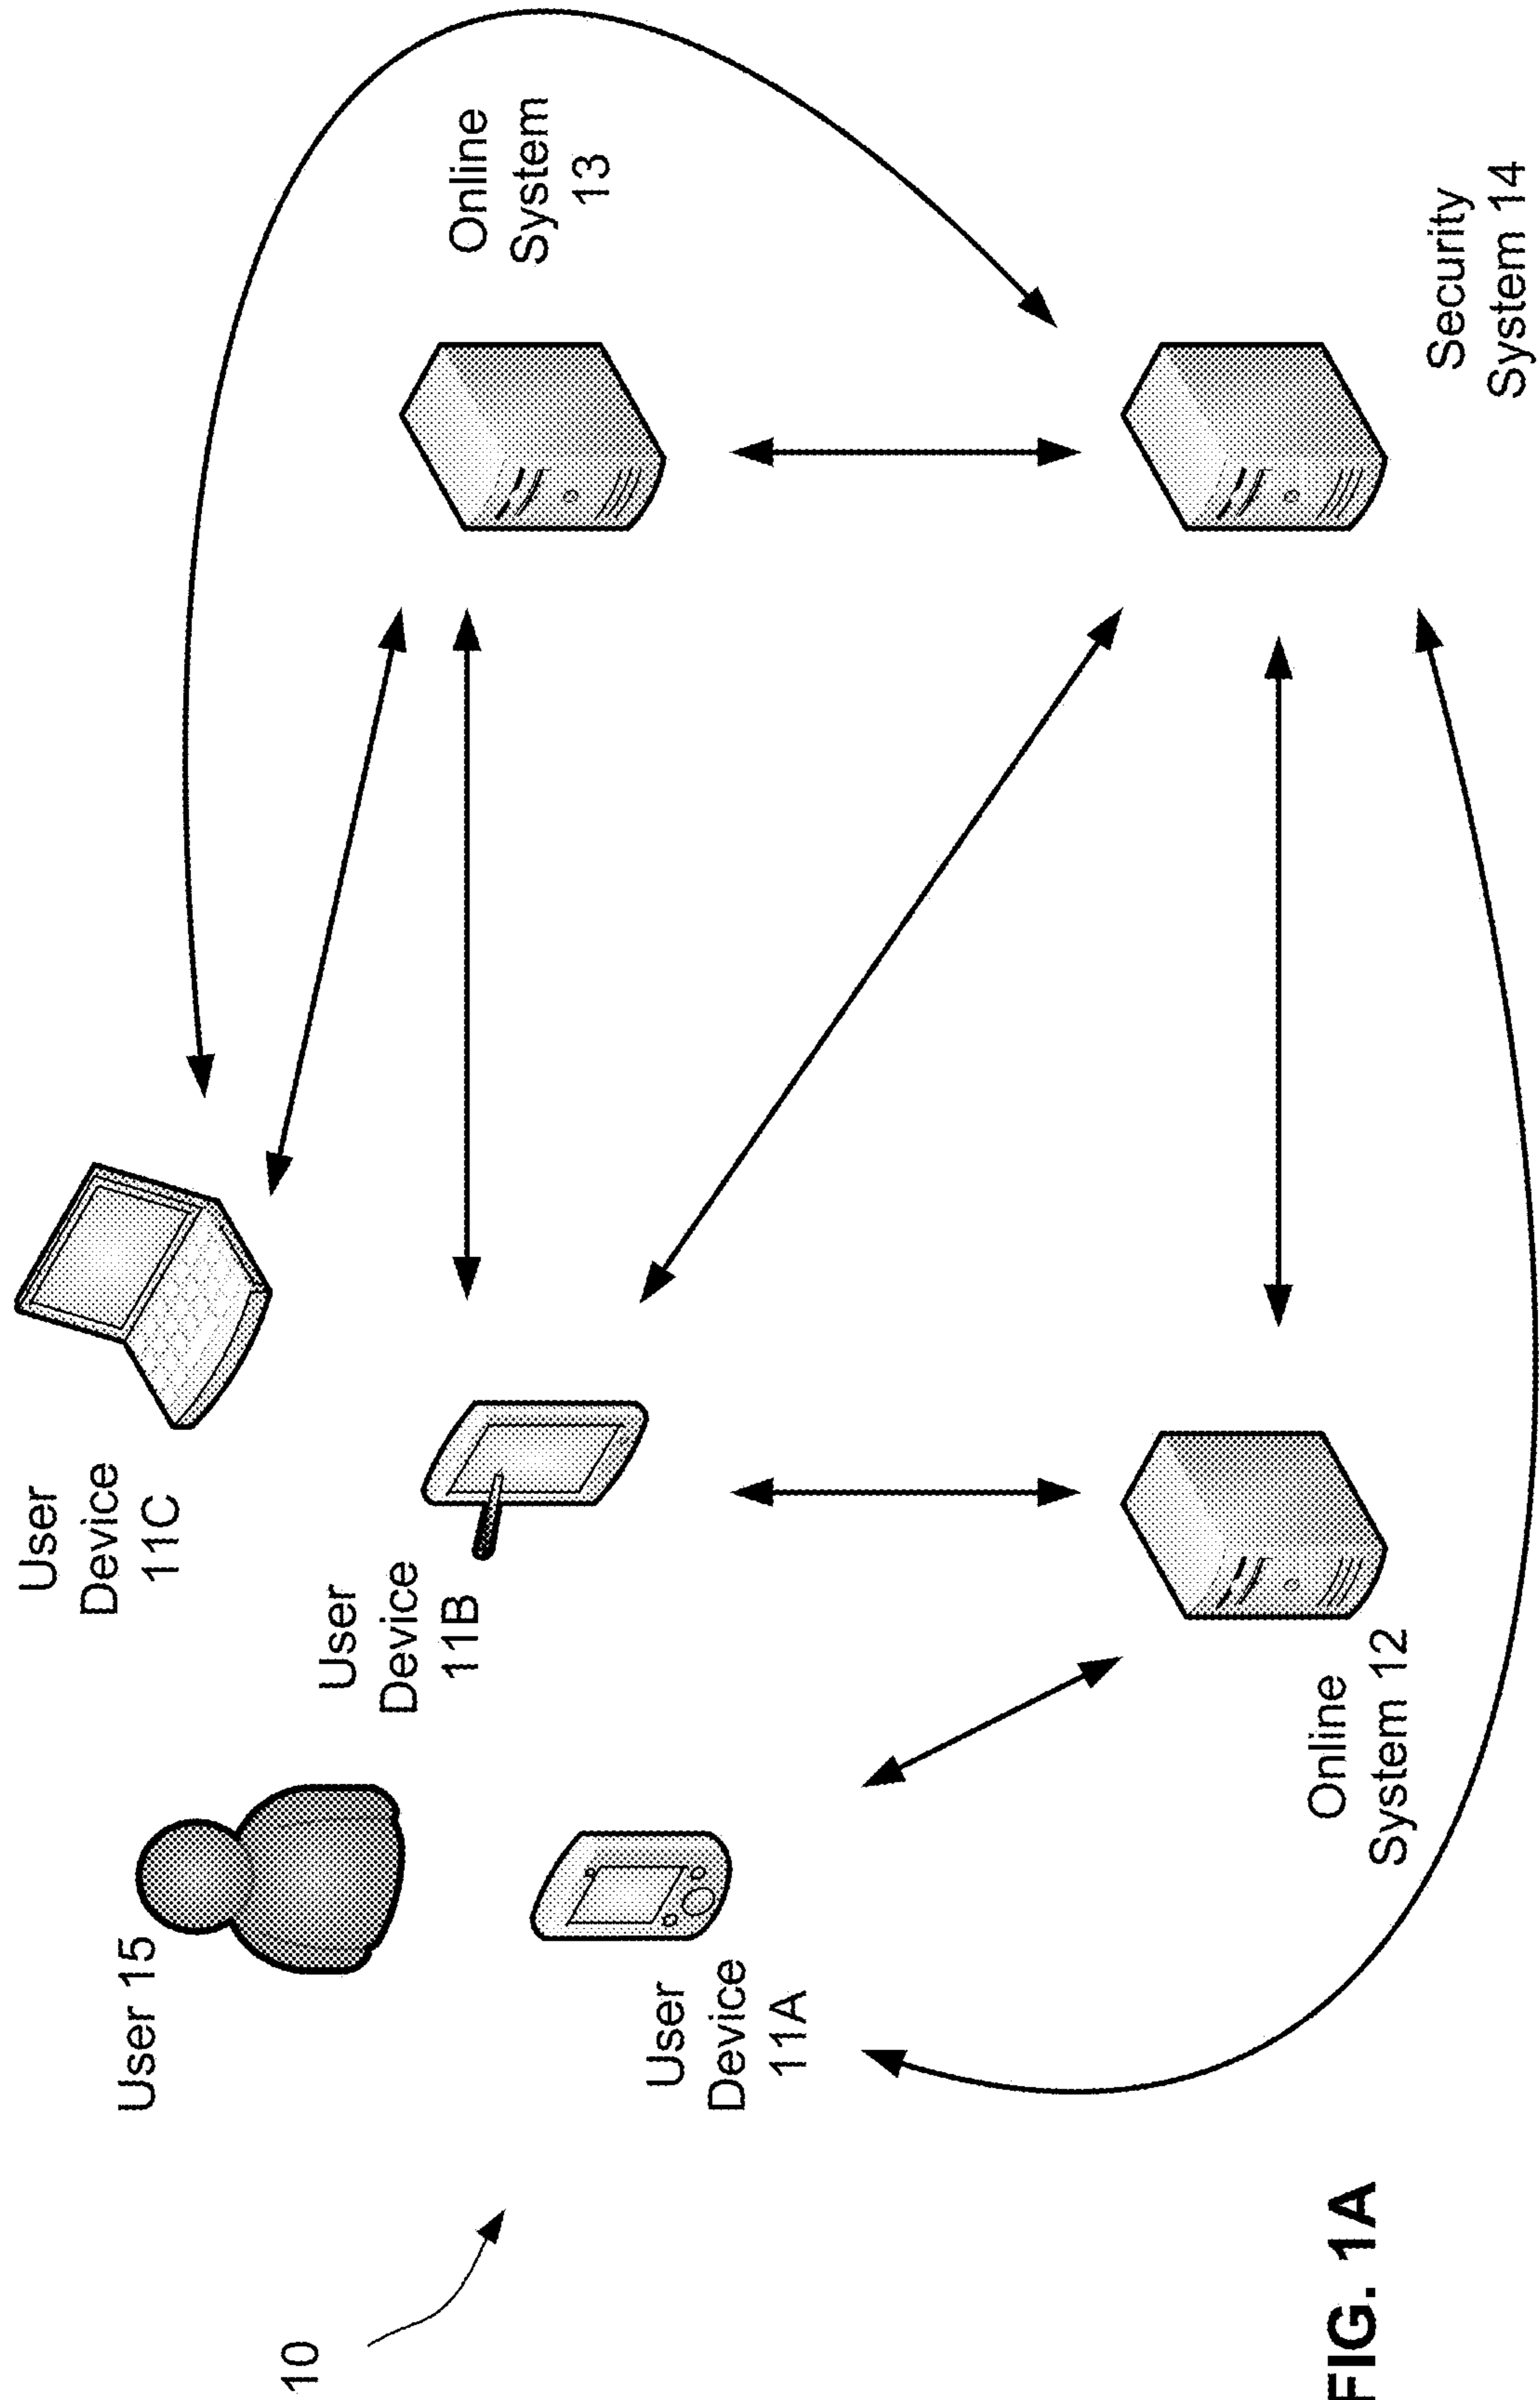 10
User 15
User
Device
11A
User
Device
11B
User
Device
11C
Online
System
13
Online
System 12
Security
System 14
FIG. 1A